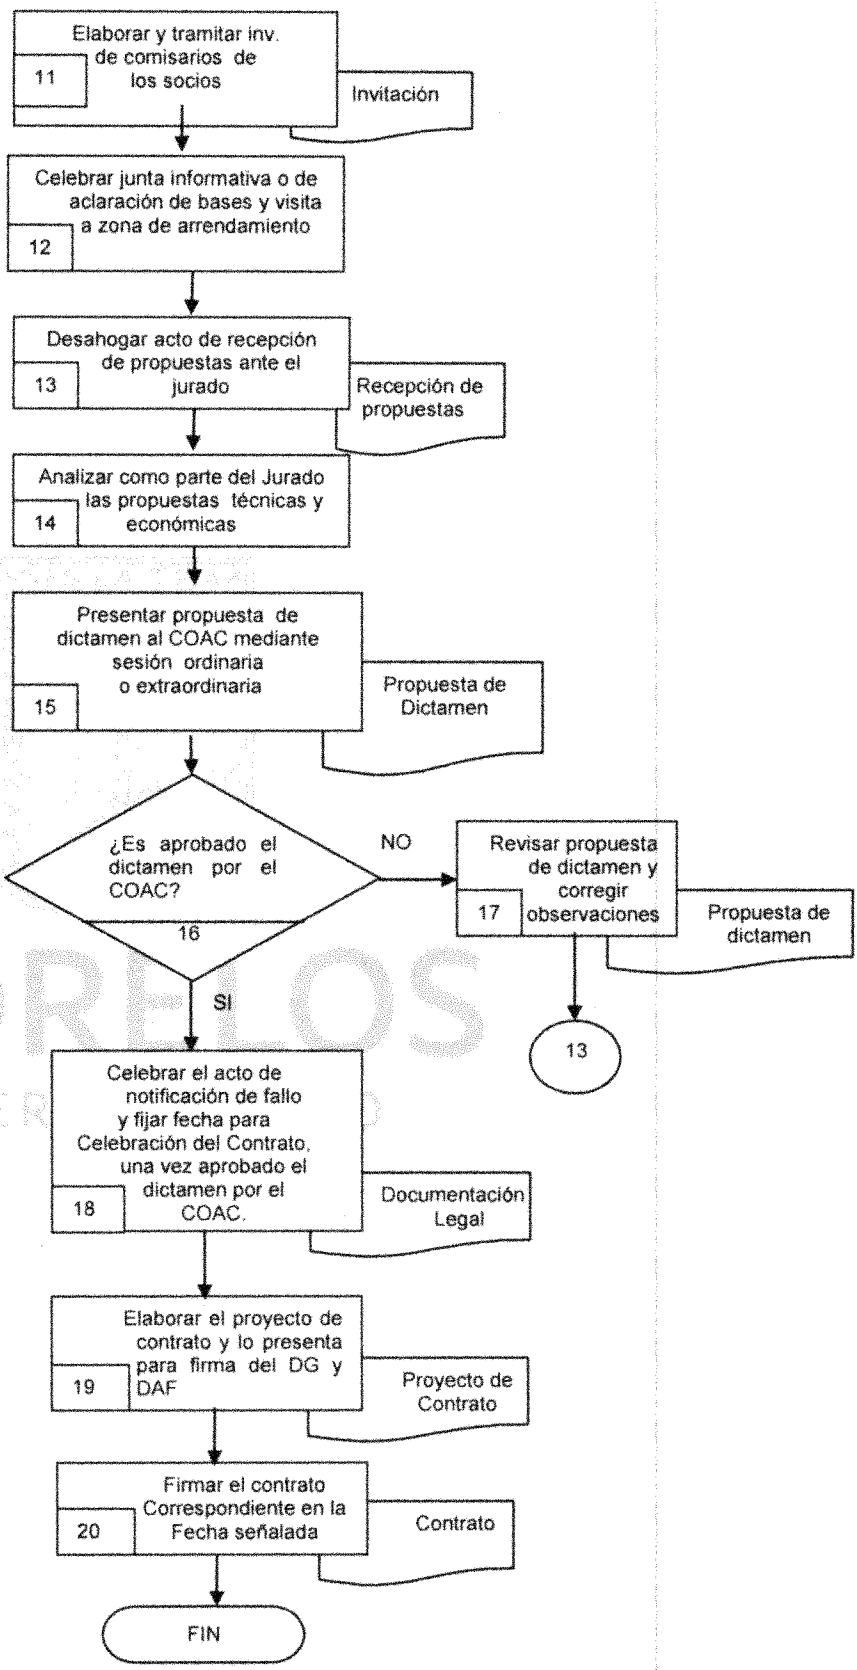 Elaborar y tramitar inv.
de comisarios de
los socios
11
Invitación
Celebrar junta informativa o de
aclaración de bases y visita
a zona de arrendamiento
12
Desahogar acto de recepción
de propuestas ante el
jurado
13
Recepción de
propuestas
Analizar como parte del Jurado
las propuestas técnicas y
económicas
14
Presentar propuesta de
dictamen al COAC mediante
sesión ordinaria
o extraordinaria
15
Propuesta de
Dictamen
¿Es aprobado el
dictamen por el
COAC?
16
NO
Revisar propuesta
de dictamen y
corregir
observaciones
17
Propuesta de
dictamen
13
SI
ORELOS
Celebrar el acto de
notificación de fallo
y fijar fecha para
Celebración del Contrato,
una vez aprobado el
dictamen por el
COAC.
18
Documentación
Legal
Elaborar el proyecto de
contrato y lo presenta
para firma del DG y
DAF
19
Proyecto de
Contrato
Firmar el contrato
Correspondiente en la
Fecha señalada
20
Contrato
FIN